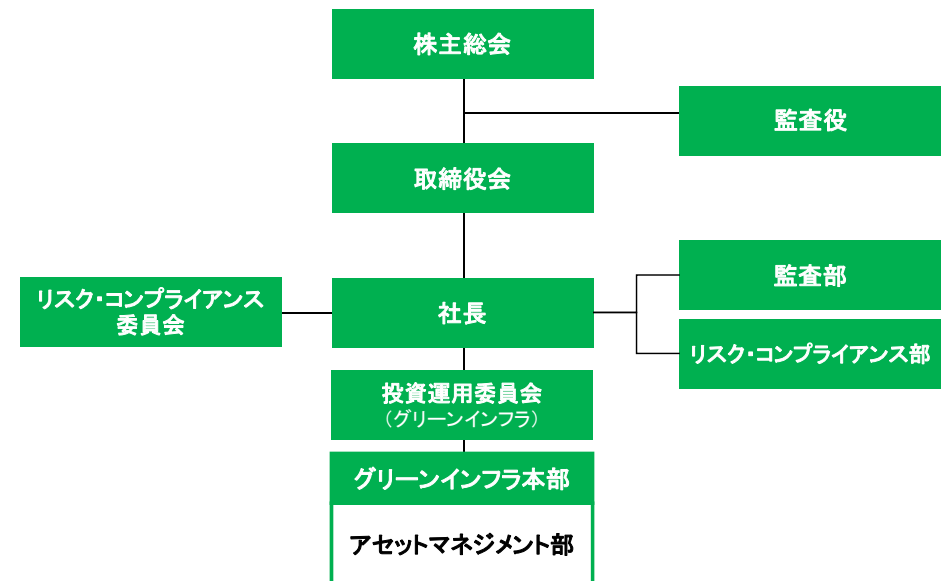 株主総会
監査役
取締役会
監査部
リスク・コンプライアンス
委員会
社長
リスク・コンプライアンス部
投資運用委員会
（グリーンインフラ）
グリーンインフラ本部
アセットマネジメント部